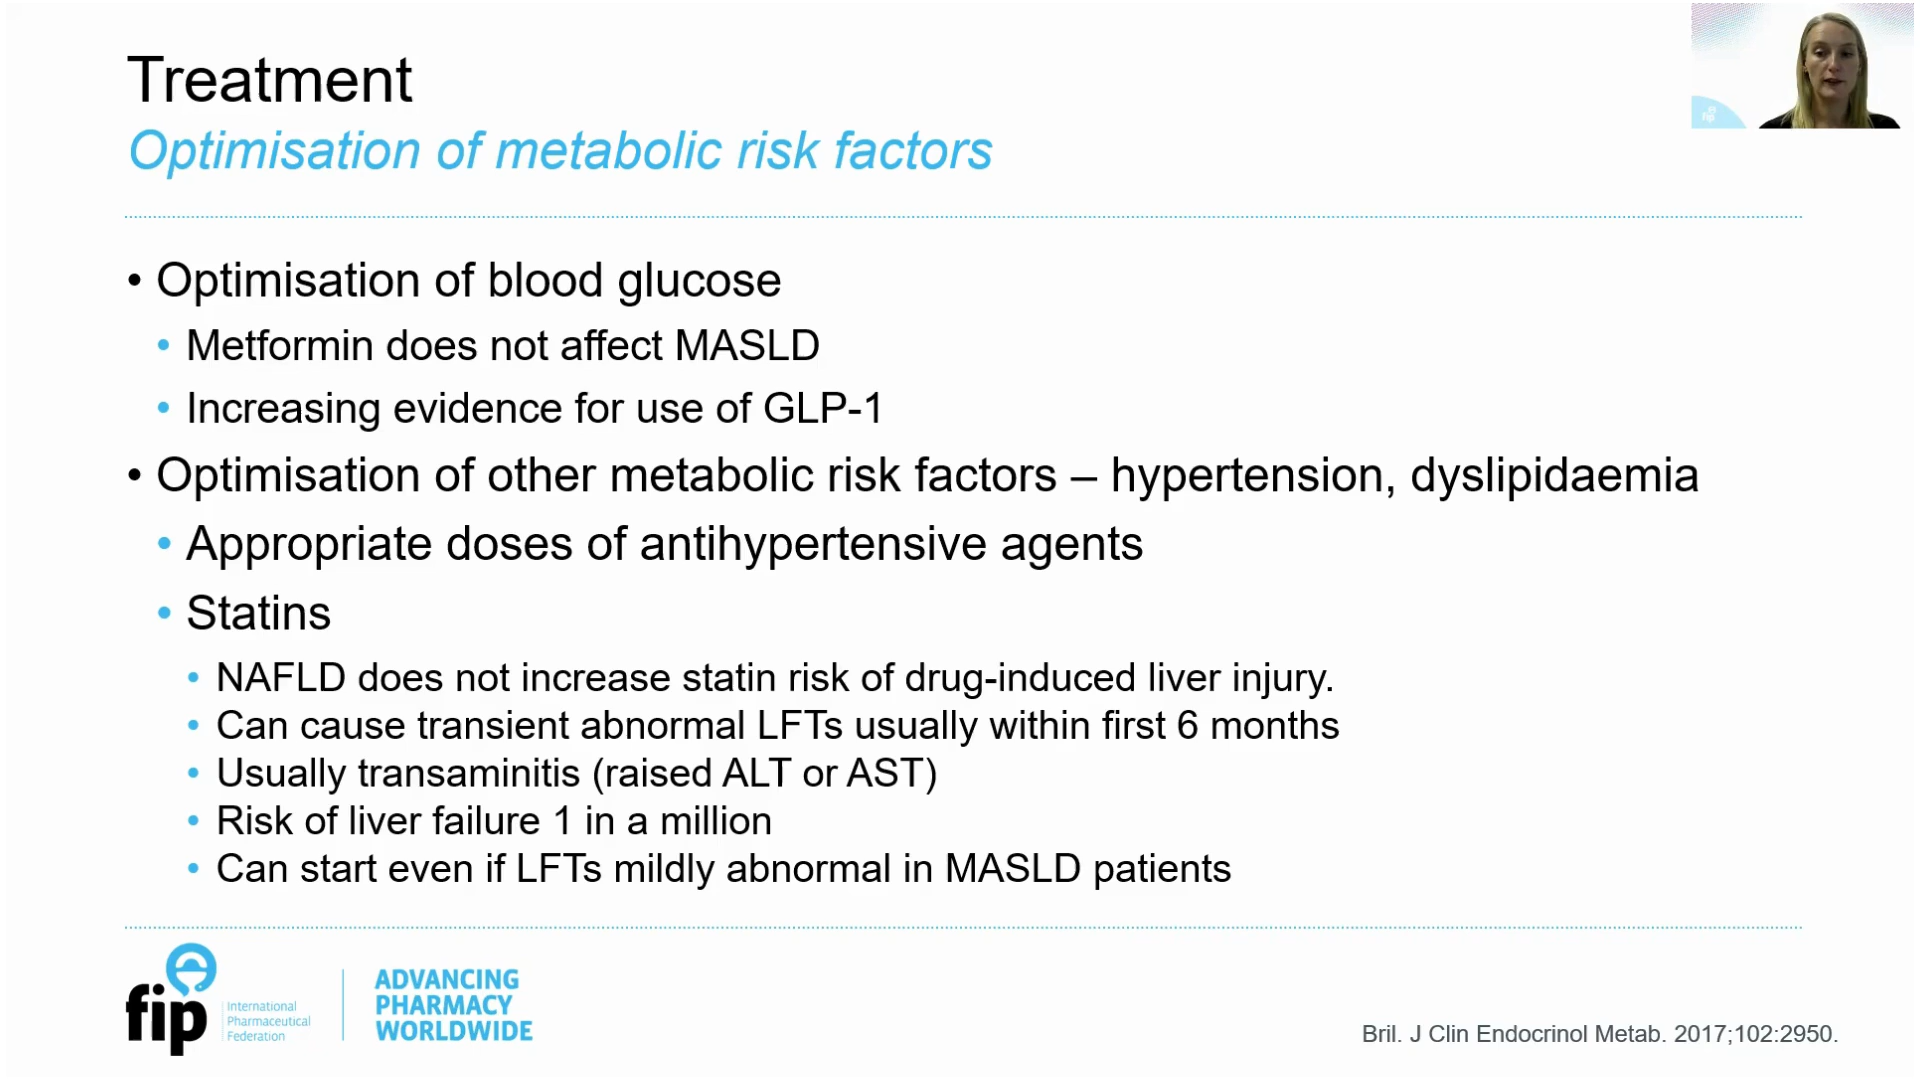 Treatment
Optimisation of metabolic risk factors
• Optimisation of blood glucose
• Metformin does not affect MASLD
• Increasing evidence for use of GLP-1
• Optimisation of other metabolic risk factors – hypertension, dyslipidaemia
• Appropriate doses of antihypertensive agents
• Statins
• NAFLD does not increase statin risk of drug-induced liver injury.
• Can cause transient abnormal LFTs usually within first 6 months
• Usually transaminitis (raised ALT or AST)
• Risk of liver failure 1 in a million
• Can start even if LFTs mildly abnormal in MASLD patients
fip
International
Pharmaceutical
Federation
ADVANCING
PHARMACY
WORLDWIDE
Bril. J Clin Endocrinol Metab. 2017;102:2950.
fip